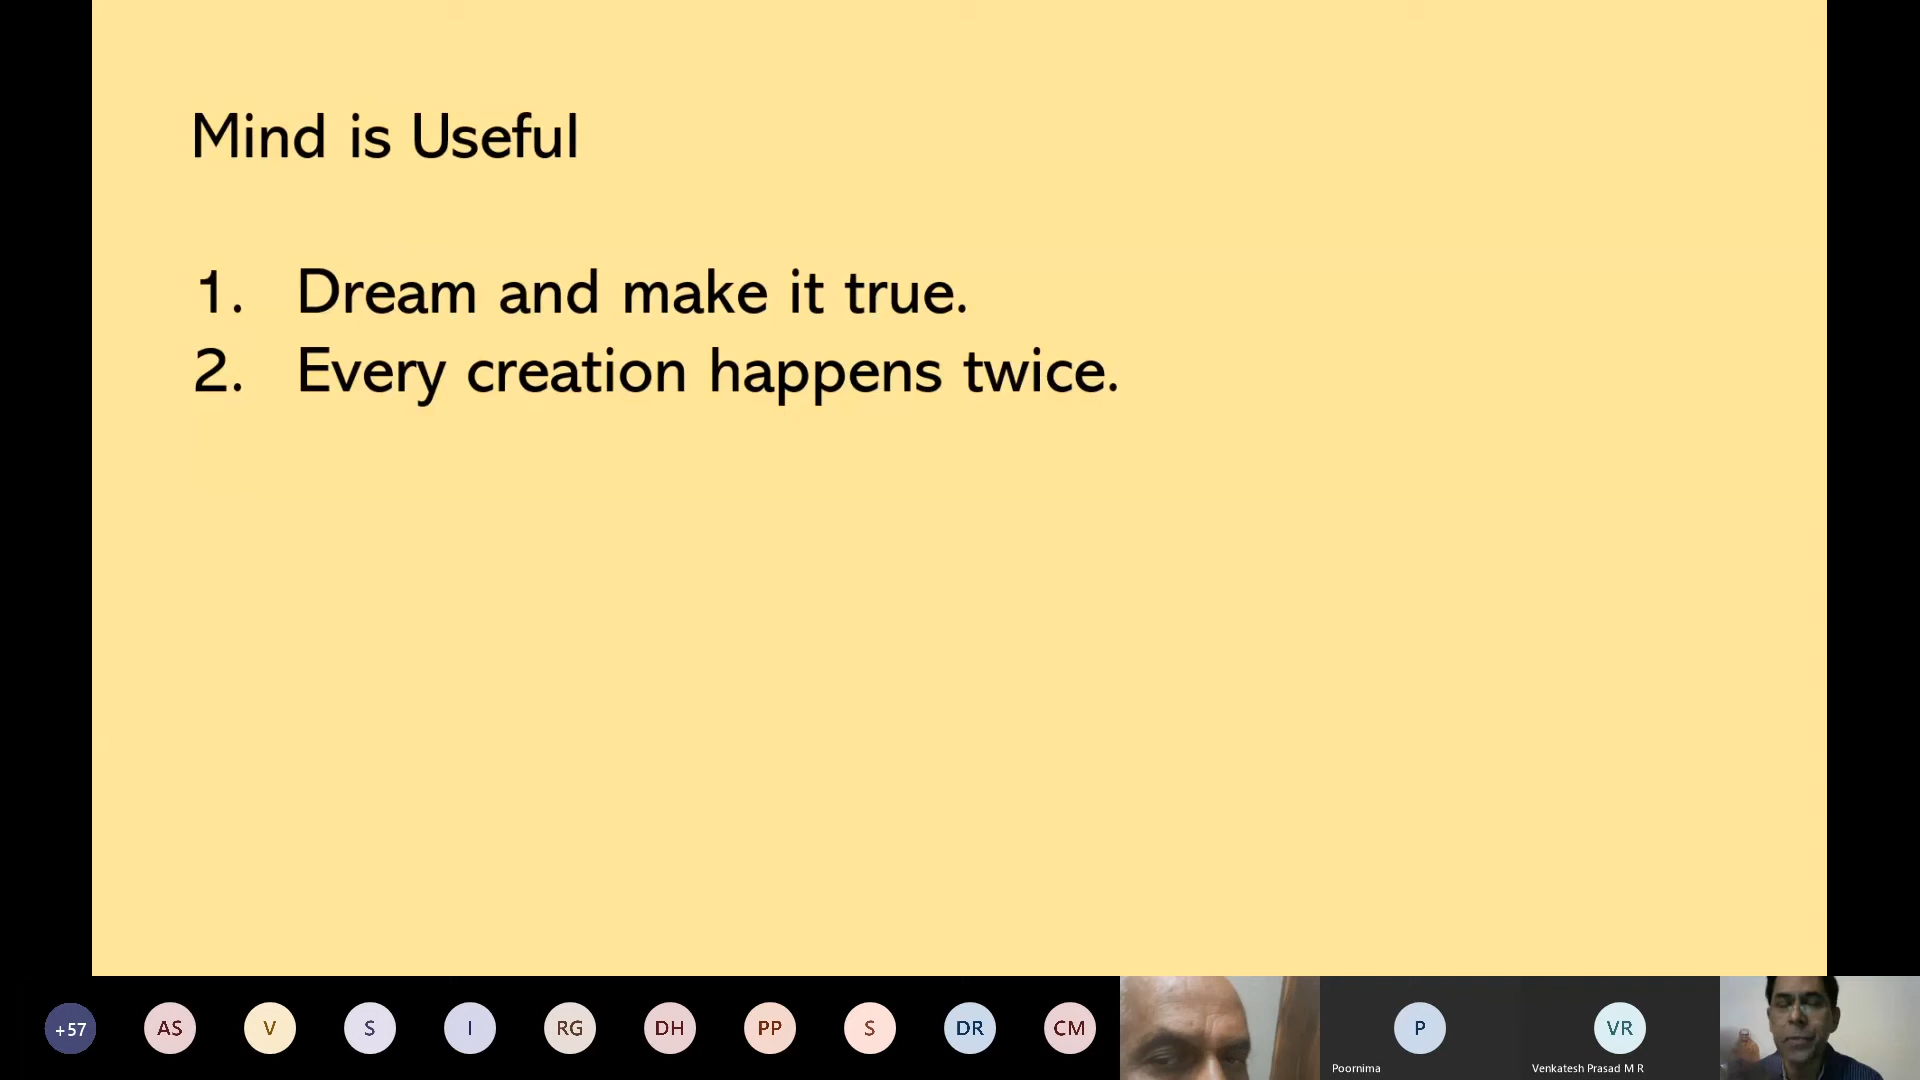 Mind is Useful
1. Dream and make it true.
2. Every creation happens twice.
+57 AS V S I RG DH PP S DR CM P VR
Poornima Venkatesh Prasad M R